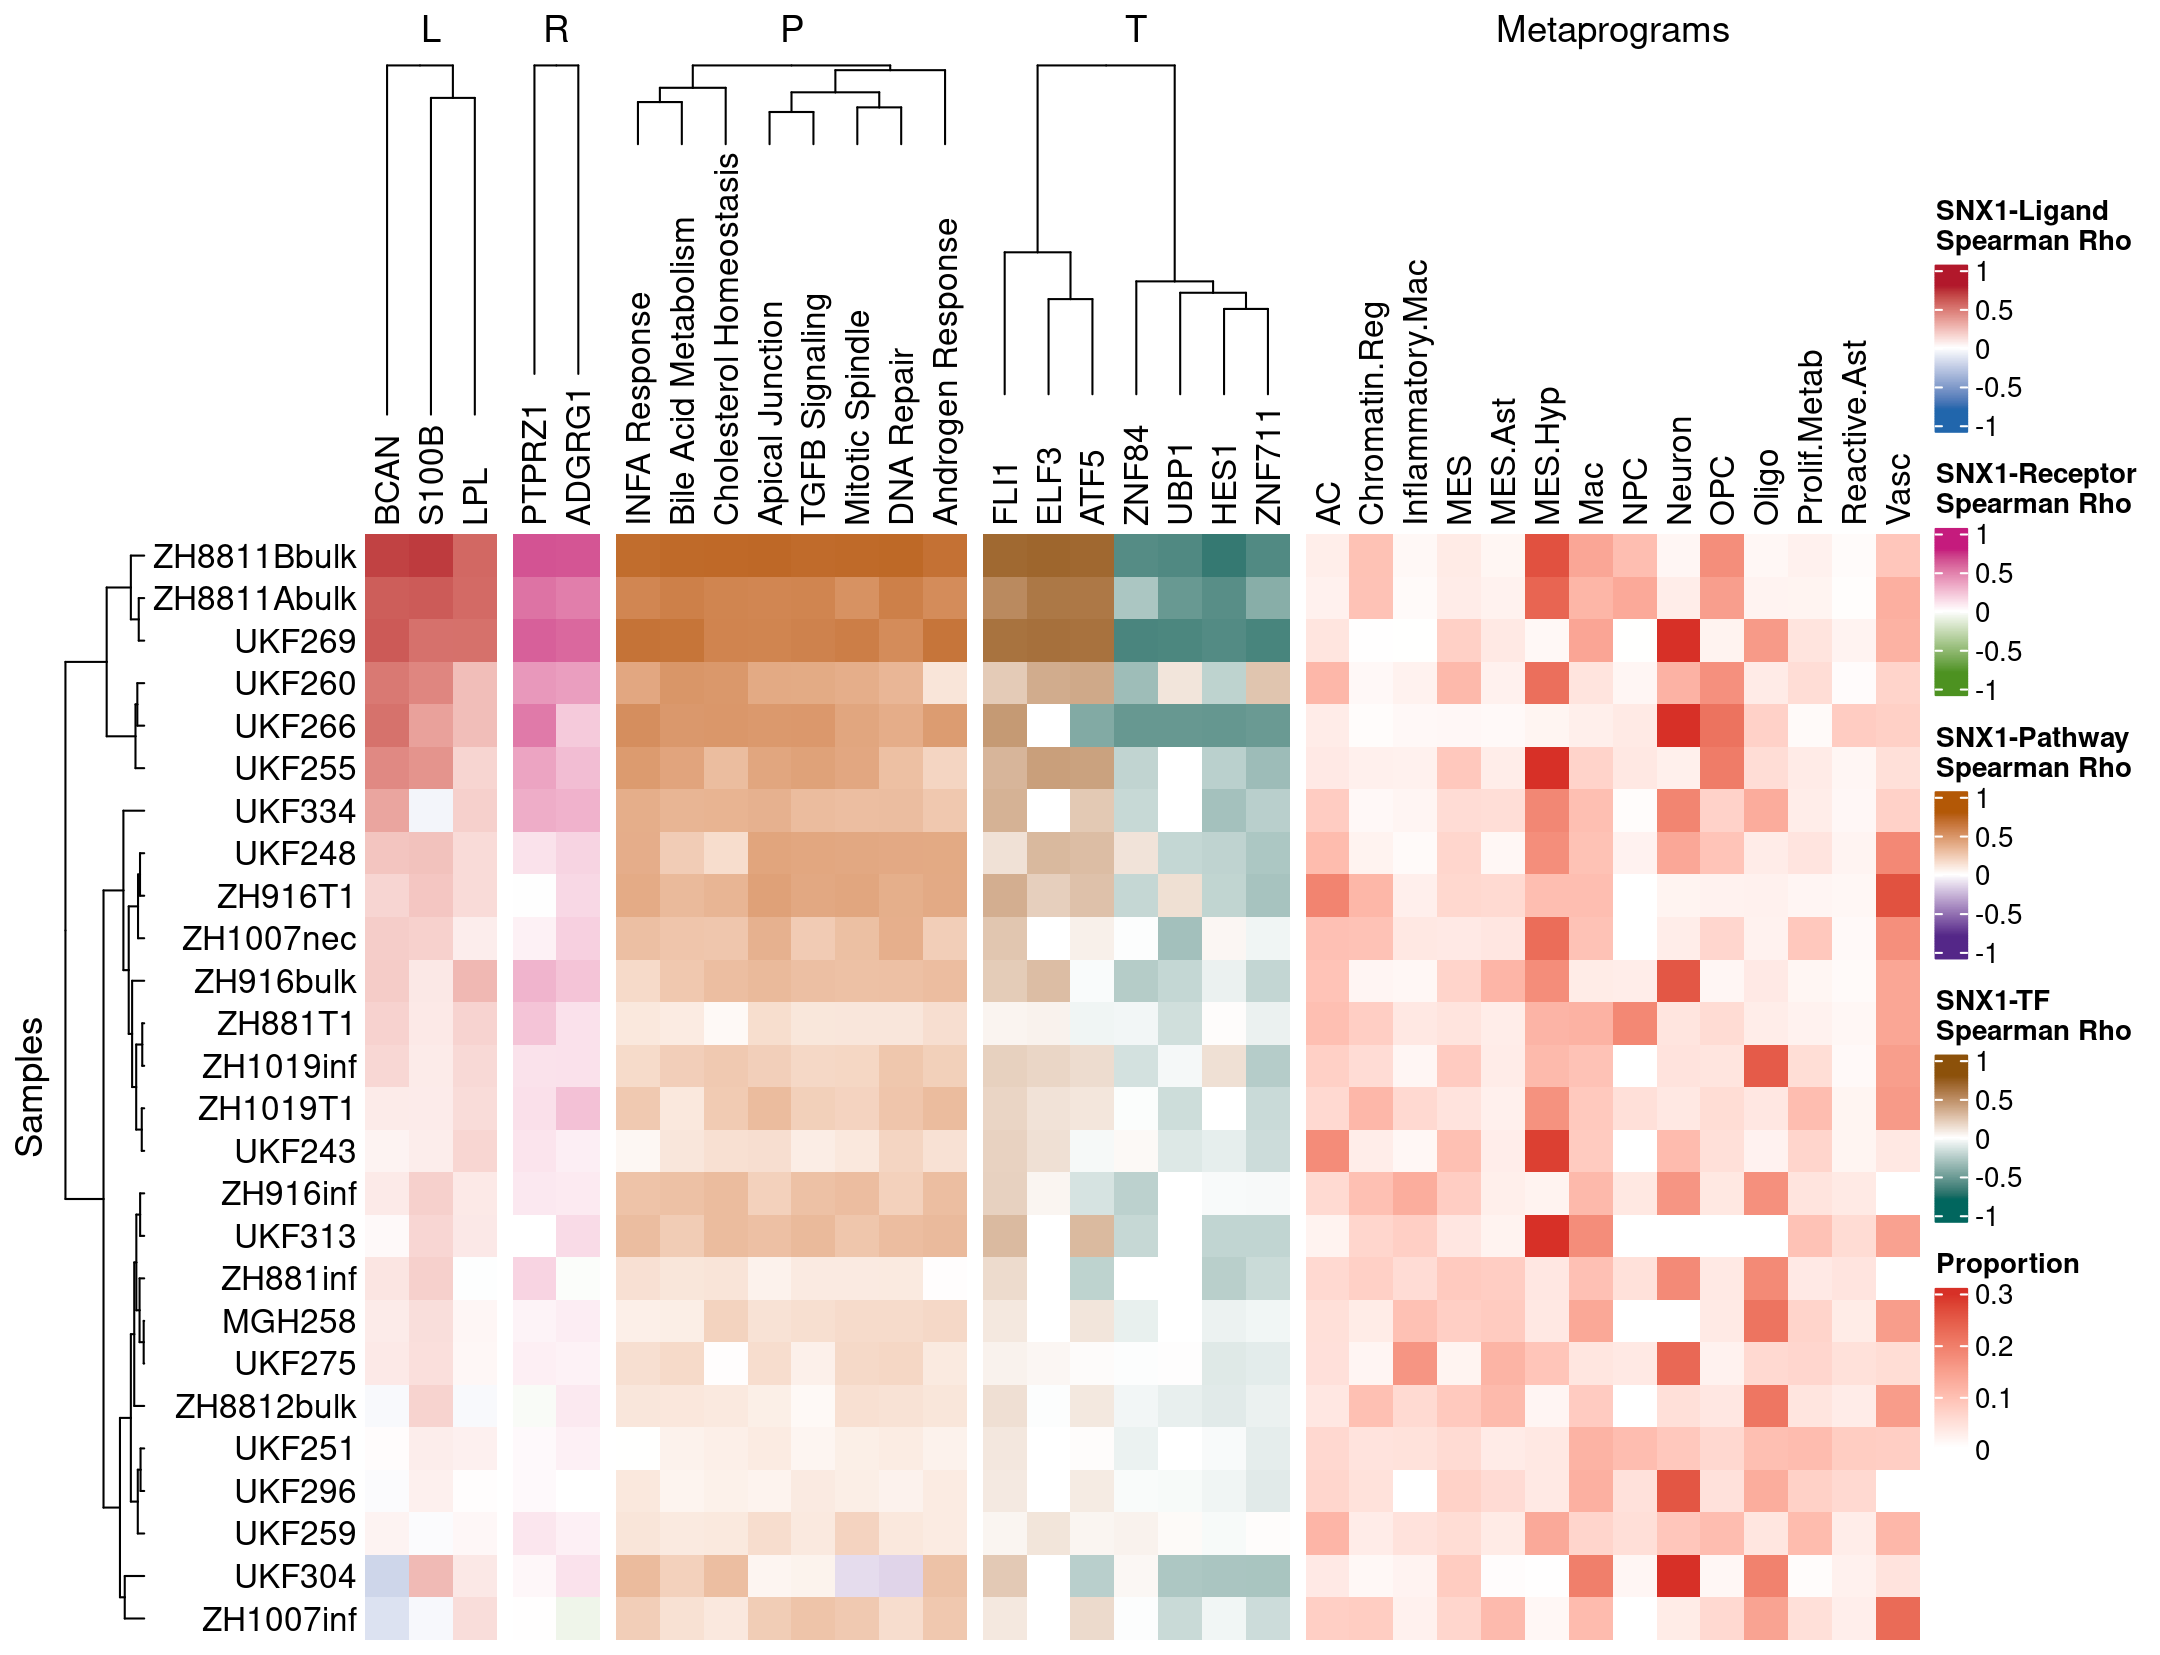 L
R
P
T
Metaprograms
BCAN
S100B
LPL
PTPRZ1
ADGRG1
INFA Response
Bile Acid Metabolism
Cholesterol Homeostasis
Apical Junction
TGFB Signaling
Mitotic Spindle
DNA Repair
Androgen Response
FLI1
ELF3
ATF5
ZNF84
UBP1
HES1
ZNF711
AC
Chromatin.Reg
Inflammatory.Mac
MES
MES.Ast
MES.Hyp
Mac
NPC
Neuron
OPC
Oligo
Prolif.Metab
Reactive.Ast
Vasc
Samples
ZH8811Bbulk
ZH8811Abulk
UKF269
UKF260
UKF266
UKF255
UKF334
UKF248
ZH916T1
ZH1007nec
ZH916bulk
ZH881T1
ZH1019inf
ZH1019T1
UKF243
ZH916inf
UKF313
ZH881inf
MGH258
UKF275
ZH8812bulk
UKF251
UKF296
UKF259
UKF304
ZH1007inf
SNX1-Ligand
Spearman Rho
1
0.5
0
-0.5
-1
SNX1-Receptor
Spearman Rho
1
0.5
0
-0.5
-1
SNX1-Pathway
Spearman Rho
1
0.5
0
-0.5
-1
SNX1-TF
Spearman Rho
1
0.5
0
-0.5
-1
Proportion
0.3
0.2
0.1
0